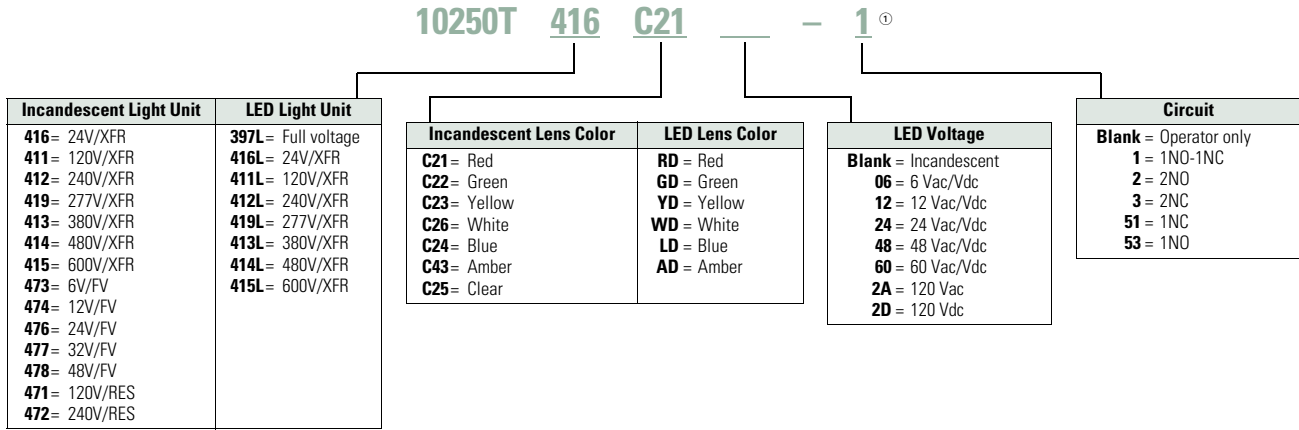 10250T 416 C21 ___ – 1 ①
Incandescent Light Unit
416= 24V/XFR
411= 120V/XFR
412= 240V/XFR
419= 277V/XFR
413= 380V/XFR
414= 480V/XFR
415= 600V/XFR
473= 6V/FV
474= 12V/FV
476= 24V/FV
477= 32V/FV
478= 48V/FV
471= 120V/RES
472= 240V/RES
LED Light Unit
397L= Full voltage
416L= 24V/XFR
411L= 120V/XFR
412L= 240V/XFR
419L= 277V/XFR
413L= 380V/XFR
414L= 480V/XFR
415L= 600V/XFR
Incandescent Lens Color
C21= Red
C22= Green
C23= Yellow
C26= White
C24= Blue
C43= Amber
C25= Clear
LED Lens Color
RD = Red
GD = Green
YD = Yellow
WD = White
LD = Blue
AD = Amber
LED Voltage
Blank = Incandescent
06 = 6 Vac/Vdc
12 = 12 Vac/Vdc
24 = 24 Vac/Vdc
48 = 48 Vac/Vdc
60 = 60 Vac/Vdc
2A = 120 Vac
2D = 120 Vdc
Circuit
Blank = Operator only
1 = 1NO-1NC
2 = 2NO
3 = 2NC
51 = 1NC
53 = 1NO